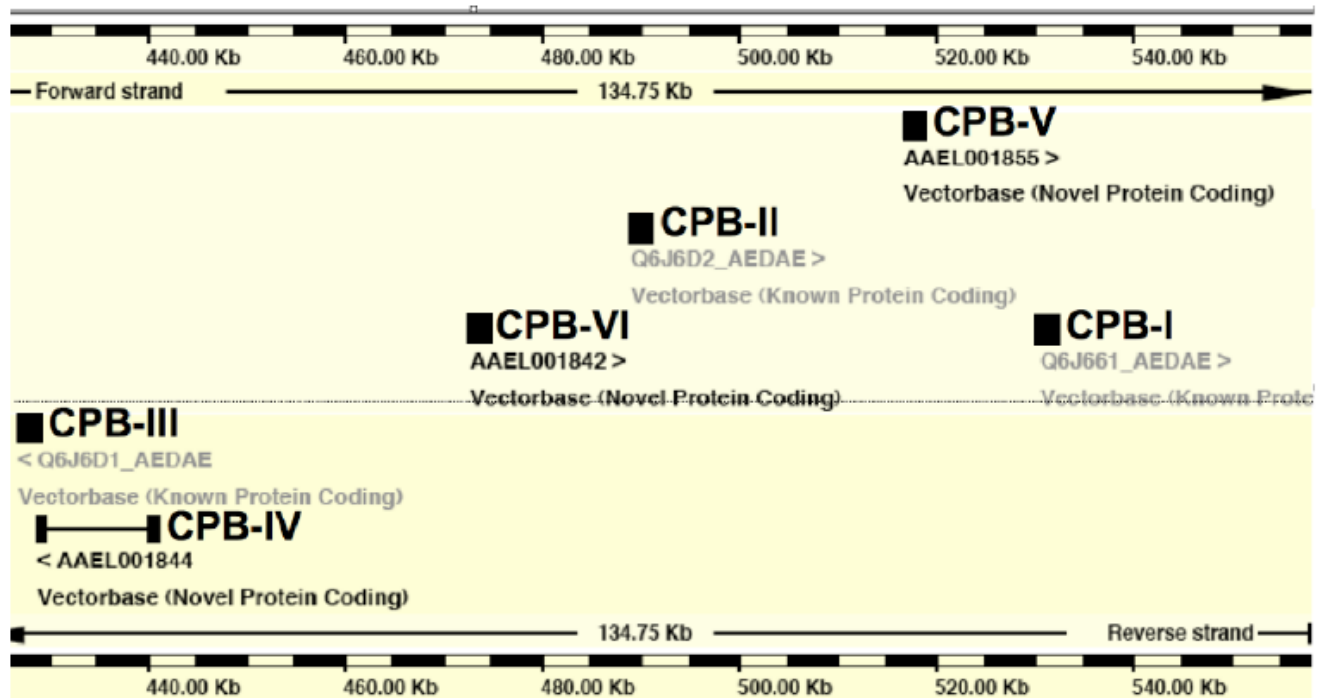 440.00 Kb 460.00 Kb 480.00 Kb 500.00 Kb 520.00 Kb 540.00 Kb
Forward strand 134.75 Kb
CPB-V
AAEL001855 >
Vectorbase (Novel Protein Coding)
CPB-II
Q6J6D2_AEDAE >
Vectorbase (Known Protein Coding)
CPB-VI CPB-I
AAEL001842 > Q6J661_AEDAE >
Vectorbase (Novel Protein Coding) Vectorbase (Known Prote
CPB-III
< Q6J6D1_AEDAE
Vectorbase (Known Protein Coding)
CPB-IV
< AAEL001844
Vectorbase (Novel Protein Coding)
134.75 Kb Reverse strand
440.00 Kb 460.00 Kb 480.00 Kb 500.00 Kb 520.00 Kb 540.00 Kb